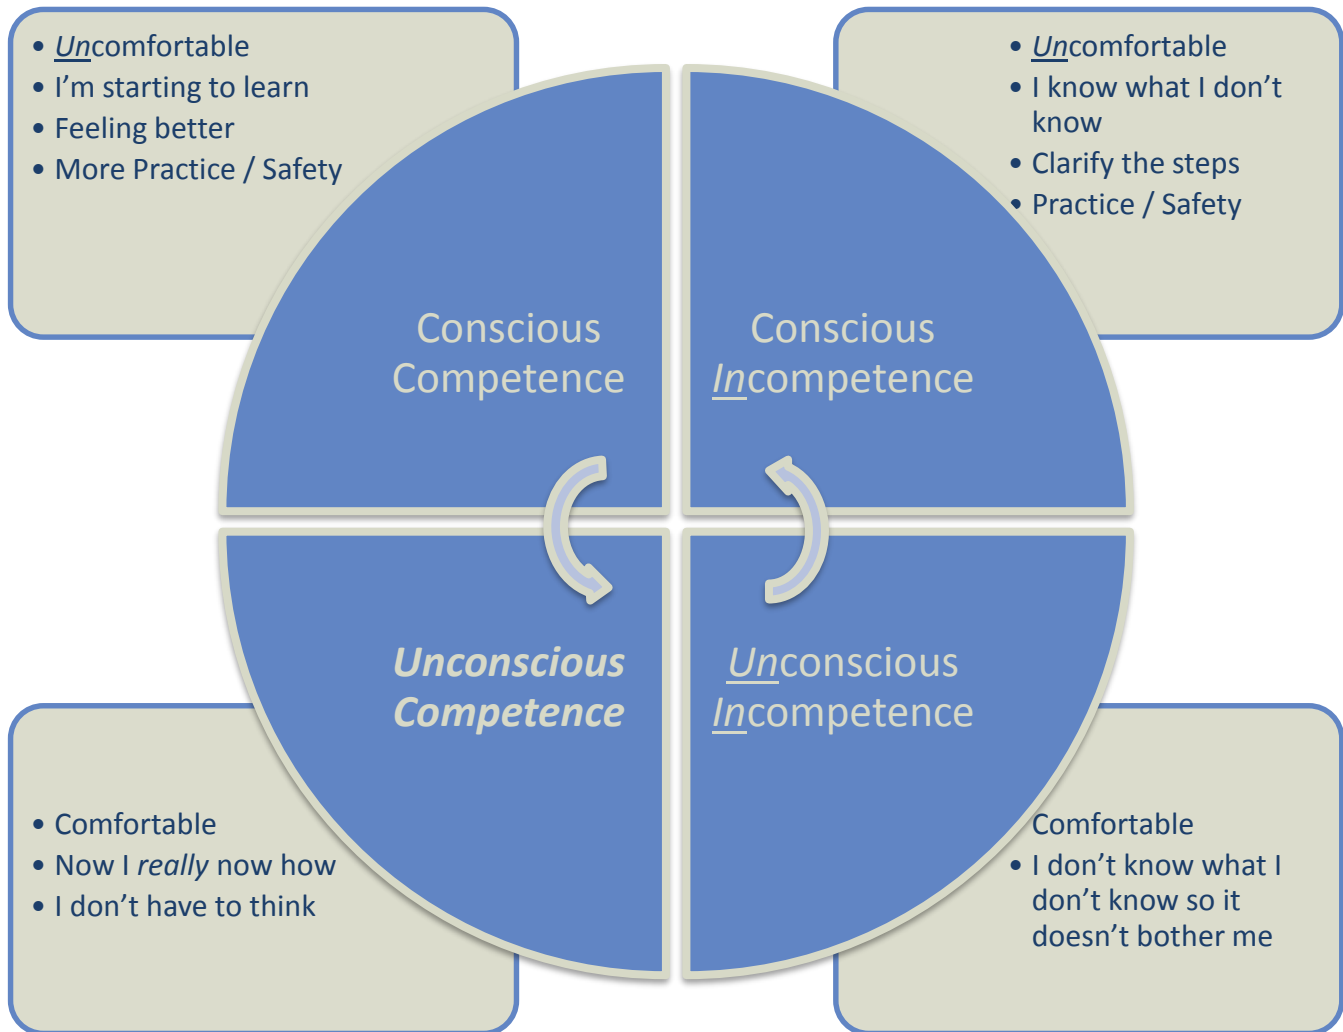 • Uncomfortable
• I'm starting to learn
• Feeling better
• More Practice / Safety
• Uncomfortable
• I know what I don't
know
• Clarify the steps
• Practice / Safety
Conscious
Competence
Conscious
Incompetence
Unconscious
Competence
Unconscious
Incompetence
• Comfortable
• Now I really now how
• I don't have to think
Comfortable
• I don't know what I
don't know so it
doesn't bother me